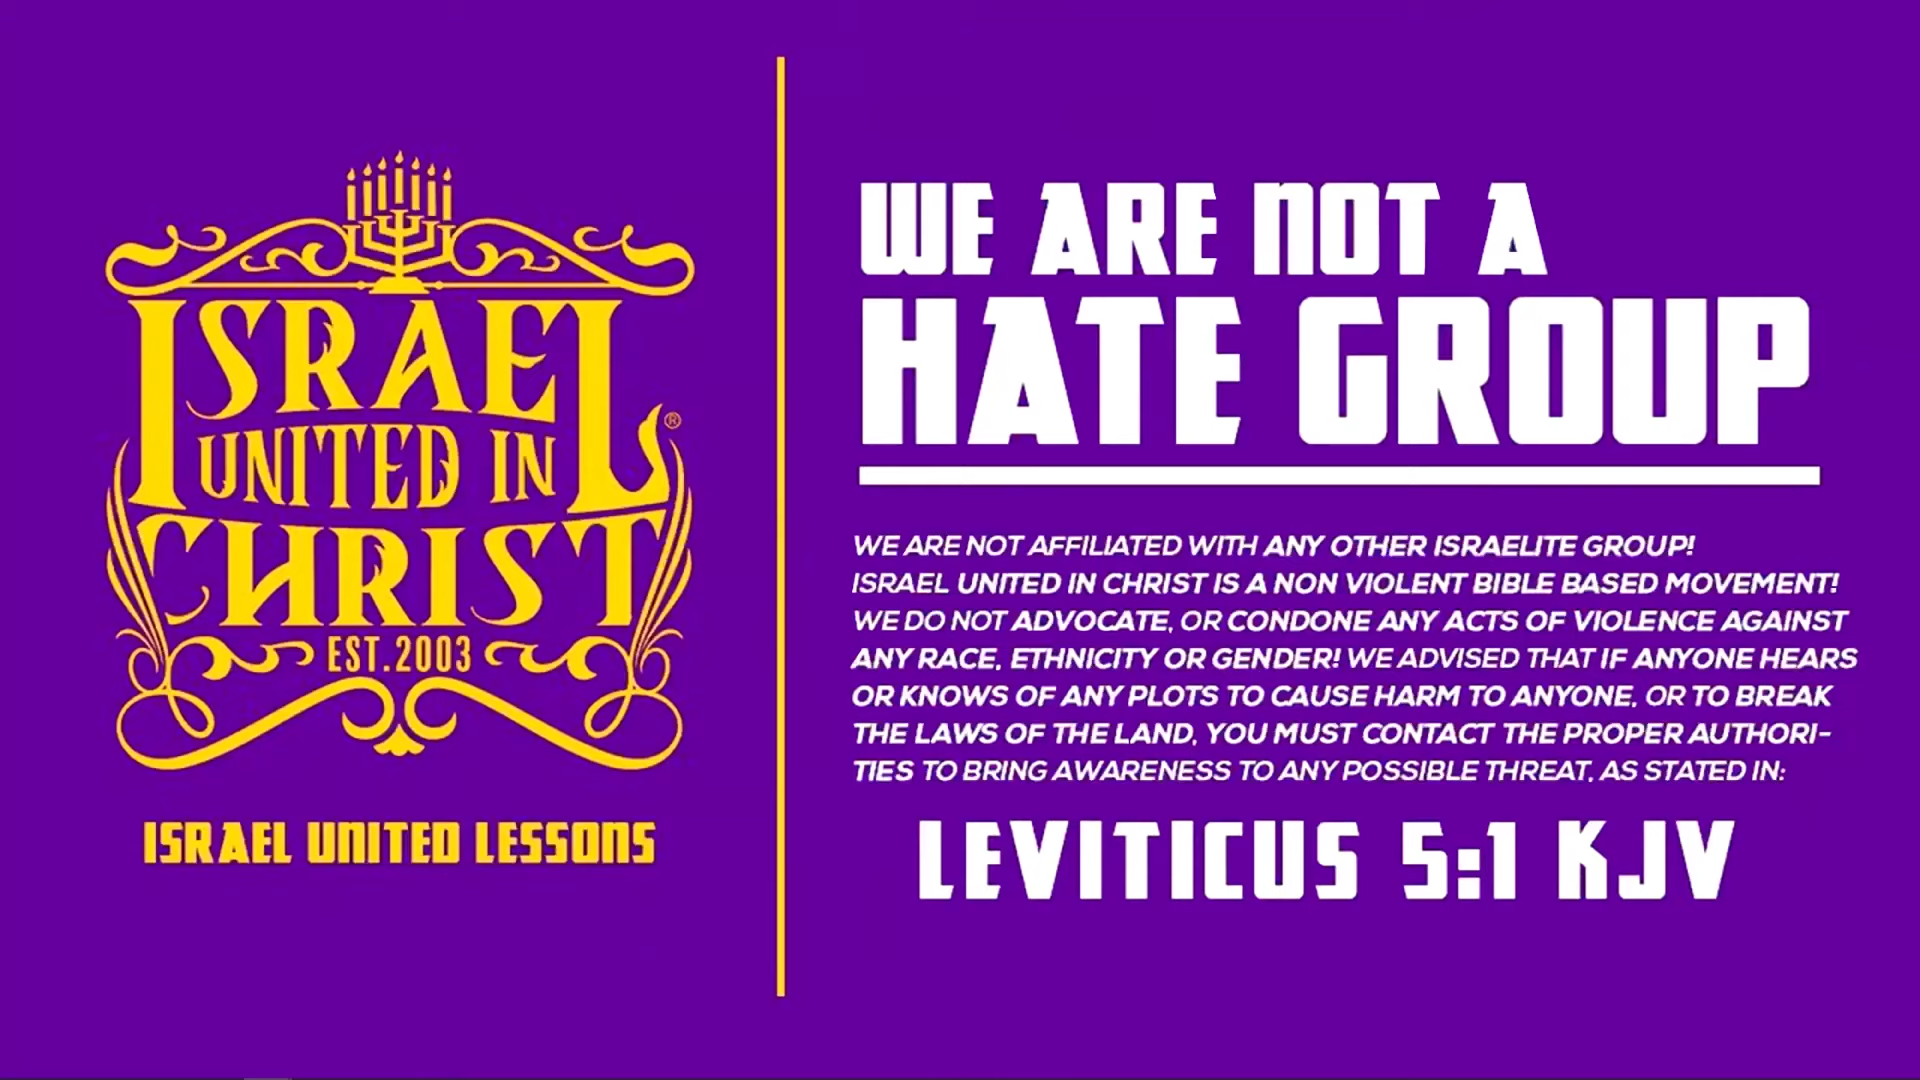 ISRAEL
UNITED IN
CHRIST
®
EST.2003
ISRAEL UNITED LESSONS
WE ARE NOT A
HATE GROUP
WE ARE NOT AFFILIATED WITH ANY OTHER ISRAELITE GROUP!
ISRAEL UNITED IN CHRIST IS A NON VIOLENT BIBLE BASED MOVEMENT!
WE DO NOT ADVOCATE, OR CONDONE ANY ACTS OF VIOLENCE AGAINST
ANY RACE, ETHNICITY OR GENDER! WE ADVISED THAT IF ANYONE HEARS
OR KNOWS OF ANY PLOTS TO CAUSE HARM TO ANYONE, OR TO BREAK
THE LAWS OF THE LAND, YOU MUST CONTACT THE PROPER AUTHORI-
TIES TO BRING AWARENESS TO ANY POSSIBLE THREAT, AS STATED IN:
LEVITICUS 5:1 KJV